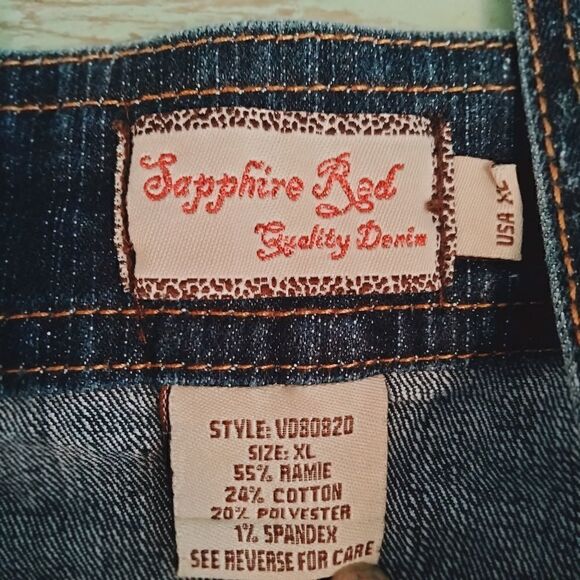 Sapphire Red
Quality Denim
USA XL
STYLE: VD8082D
SIZE: XL
55% RAMIE
24% COTTON
20% POLYESTER
1% SPANDEX
SEE REVERSE FOR CARE